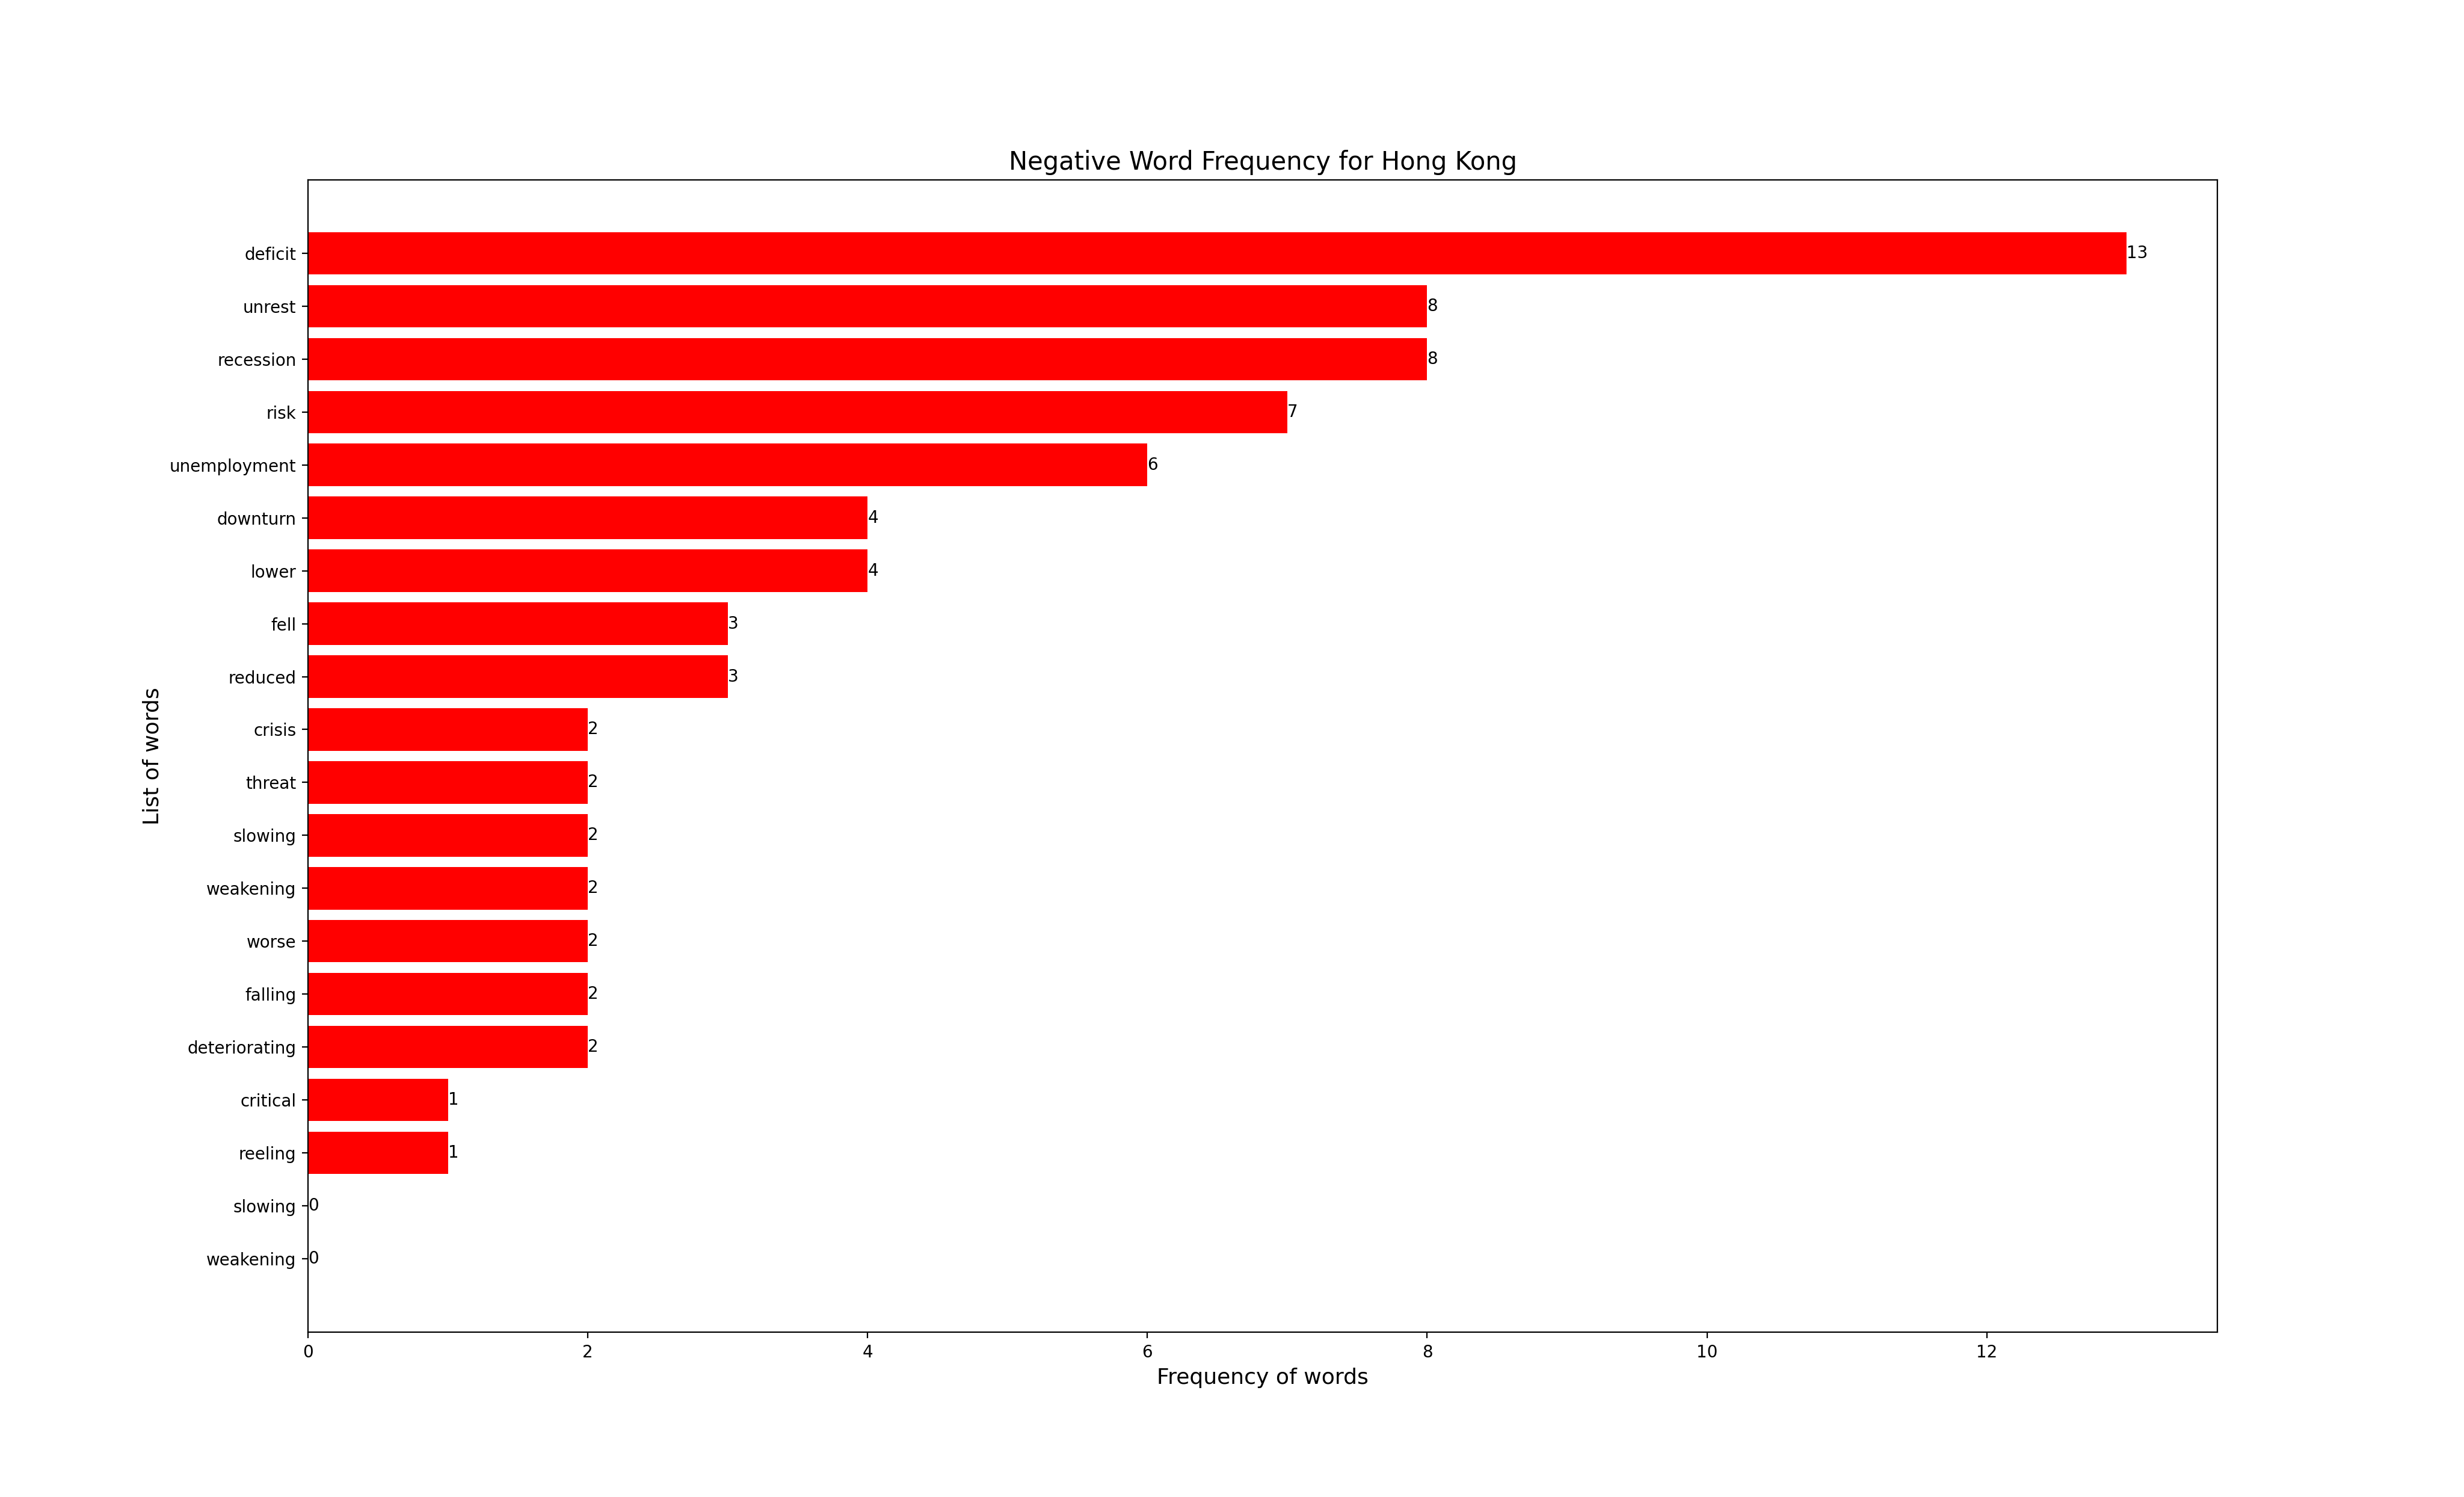 Negative Word Frequency for Hong Kong
deficit 13
unrest 8
recession 8
risk 7
unemployment 6
downturn 4
lower 4
fell 3
reduced 3
crisis 2
threat 2
slowing 2
weakening 2
worse 2
falling 2
deteriorating 2
critical 1
reeling 1
slowing 0
weakening 0
List of words
0 2 4 6 8 10 12
Frequency of words